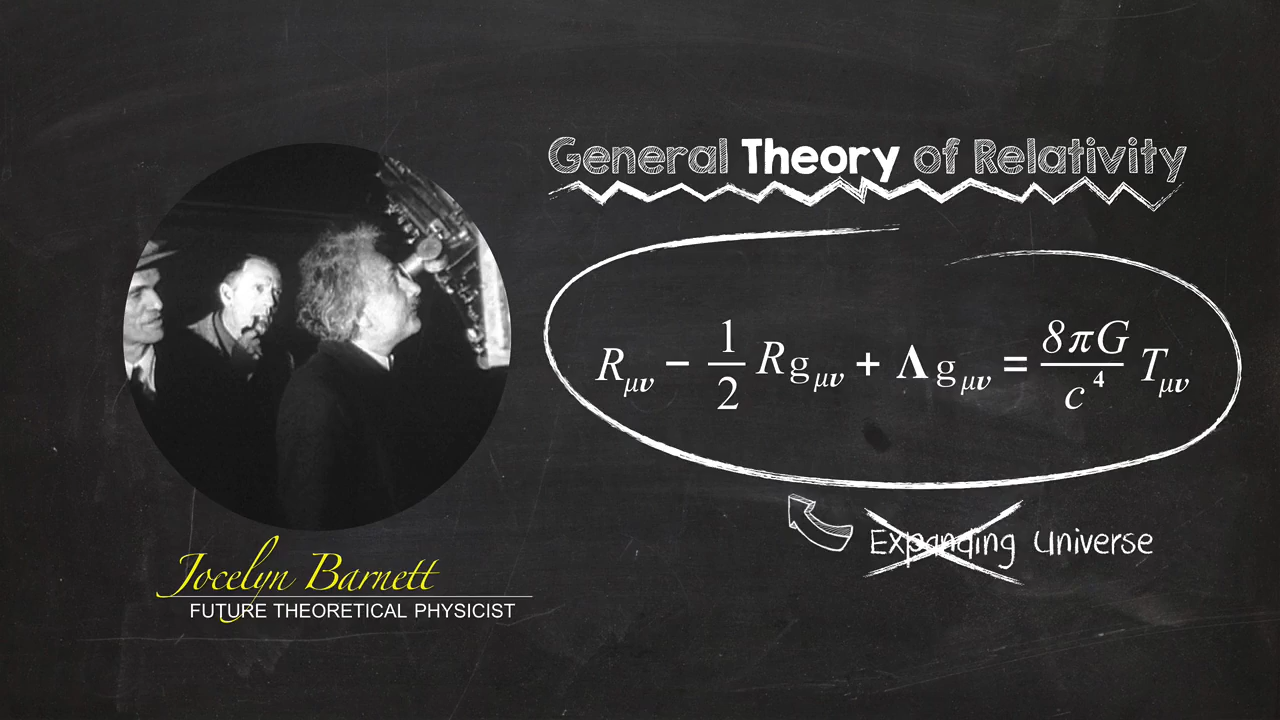 General Theory of Relativity
R_μν − 1/2 R g_μν + Λ g_μν = 8πG/c⁴ T_μν
Expanding Universe
Jocelyn Barnett
FUTURE THEORETICAL PHYSICIST